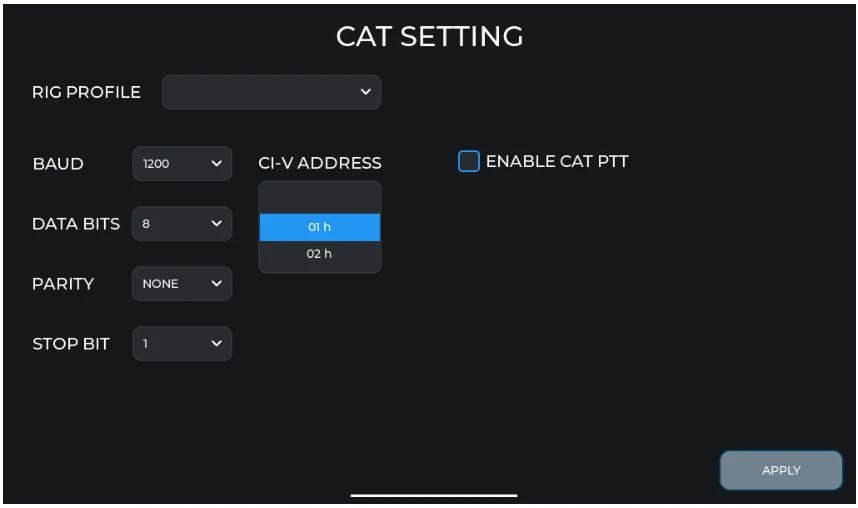 CAT SETTING
RIG PROFILE
BAUD 1200 CI-V ADDRESS ENABLE CAT PTT
DATA BITS 8 01 h
02 h
PARITY NONE
STOP BIT 1
APPLY